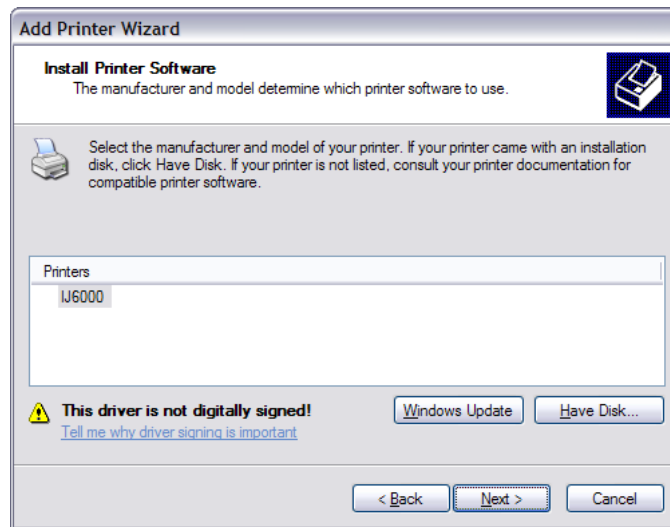 Add Printer Wizard
Install Printer Software
The manufacturer and model determine which printer software to use.
Select the manufacturer and model of your printer. If your printer came with an installation
disk, click Have Disk. If your printer is not listed, consult your printer documentation for
compatible printer software.
Printers
IJ6000
This driver is not digitally signed!
Tell me why driver signing is important
Windows Update
Have Disk...
< Back
Next >
Cancel